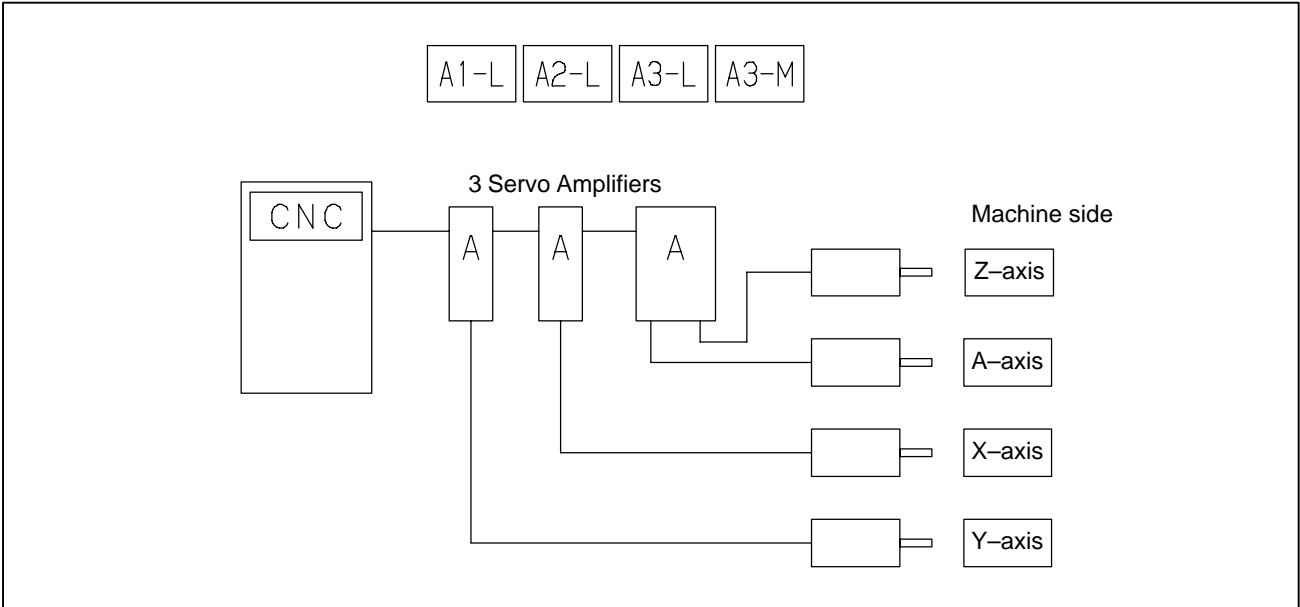 A1-L A2-L A3-L A3-M
3 Servo Amplifiers
CNC
A A A
Machine side
Z–axis
A–axis
X–axis
Y–axis